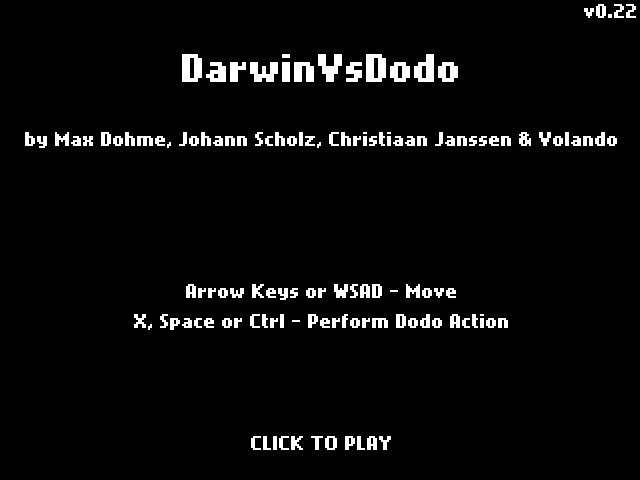 v0.22
DarwinVsDodo
by Max Dohme, Johann Scholz, Christiaan Janssen & Yolando
Arrow Keys or WSAD - Move
X, Space or Ctrl - Perform Dodo Action
CLICK TO PLAY